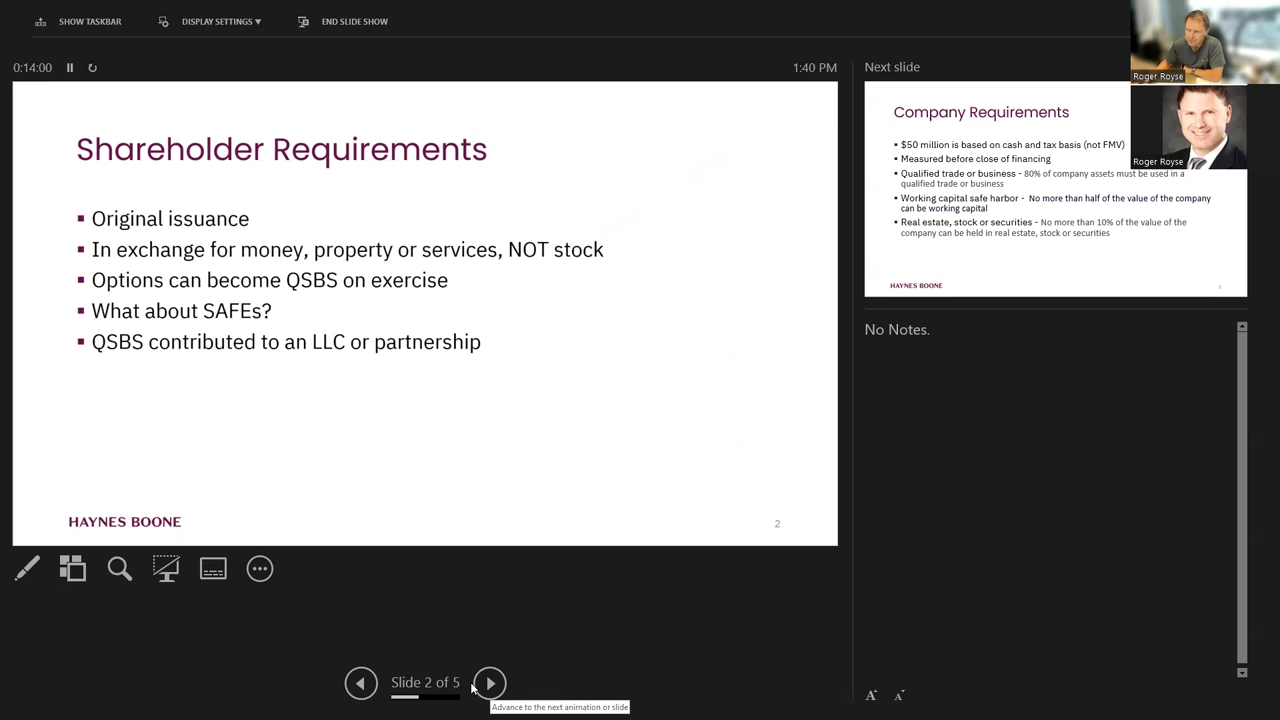 SHOW TASKBAR
DISPLAY SETTINGS ▼
END SLIDE SHOW
0:14:00
1:40 PM
Shareholder Requirements
▪ Original issuance
▪ In exchange for money, property or services, NOT stock
▪ Options can become QSBS on exercise
▪ What about SAFEs?
▪ QSBS contributed to an LLC or partnership
HAYNES BOONE
2
Next slide
Company Requirements
▪ $50 million is based on cash and tax basis (not FMV)
▪ Measured before close of financing
▪ Qualified trade or business - 80% of company assets must be used in a
qualified trade or business
▪ Working capital safe harbor - No more than half of the value of the company
can be working capital
▪ Real estate, stock or securities - No more than 10% of the value of the
company can be held in real estate, stock or securities
HAYNES BOONE
3
Roger Royse
Roger Royse
No Notes.
Slide 2 of 5
Advance to the next animation or slide
A
A